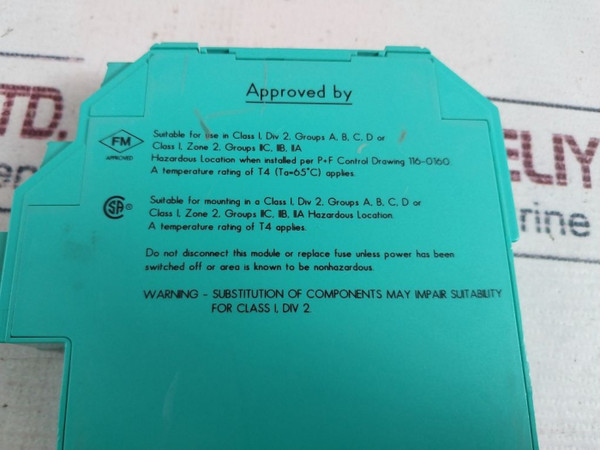 Approved by
FM
APPROVED
Suitable for use in Class I, Div 2, Groups A, B, C, D or
Class I, Zone 2, Groups IIC, IIB, IIA
Hazardous Location when installed per P+F Control Drawing 116-0160
A temperature rating of T4 (Ta=65°C) applies.
SA ®
Suitable for mounting in a Class I, Div 2, Groups A, B, C, D or
Class I, Zone 2, Groups IIC, IIB, IIA Hazardous Location.
A temperature rating of T4 applies.
Do not disconnect this module or replace fuse unless power has been
switched off or area is known to be nonhazardous.
WARNING - SUBSTITUTION OF COMPONENTS MAY IMPAIR SUITABILITY
FOR CLASS I, DIV 2.
LTD.
ELIY
rine